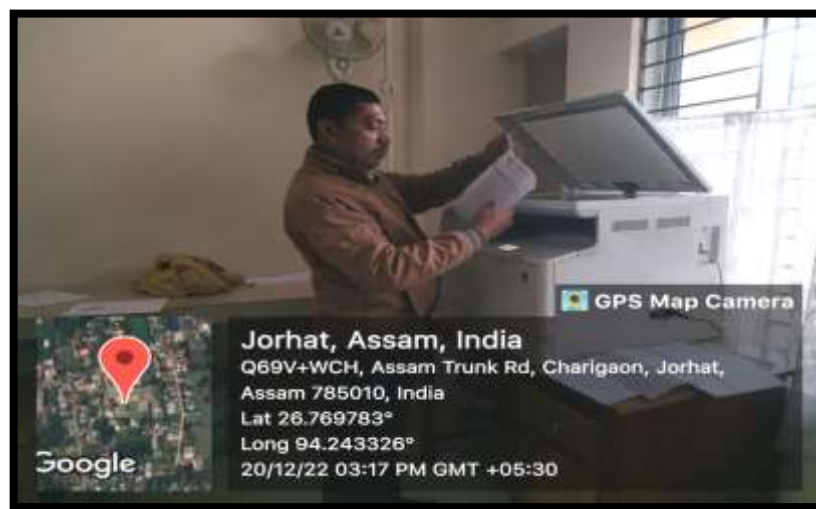 GPS Map Camera
Jorhat, Assam, India
Q69V+WCH, Assam Trunk Rd, Charigaon, Jorhat,
Assam 785010, India
Lat 26.769783°
Long 94.243326°
20/12/22 03:17 PM GMT +05:30
Google